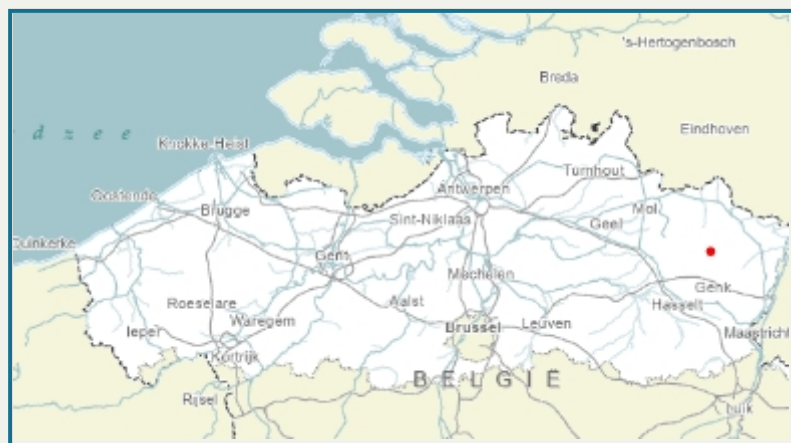 's-Hertogenbosch
Breda
dzee
Eindhoven
Knokke-Heist
Turnhout
Antwerpen
Mol
Oostende
Brugge
Sint-Niklaas
Geel
Duinkerke
Gent
Mechelen
Genk
Roeselare
Aalst
Hasselt
Ieper
Waregem
Brussel
Leuven
Maastricht
Kortrijk
BELGIË
Rijsel
Luik